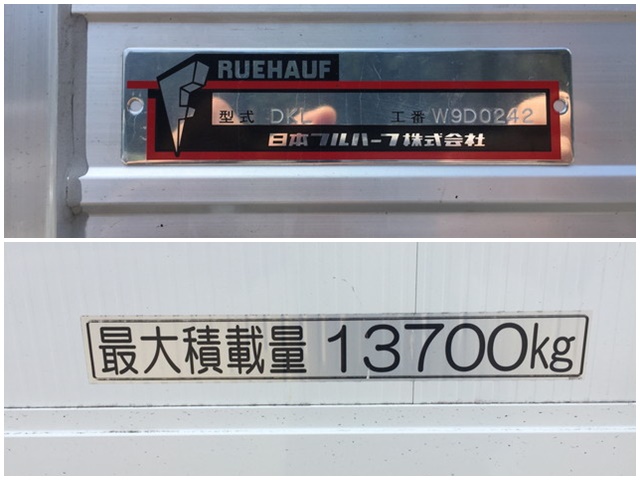 RUEHAUF
型式 DKL 工番 W9D0242
日本フルハーフ株式会社
最大積載量 13700kg